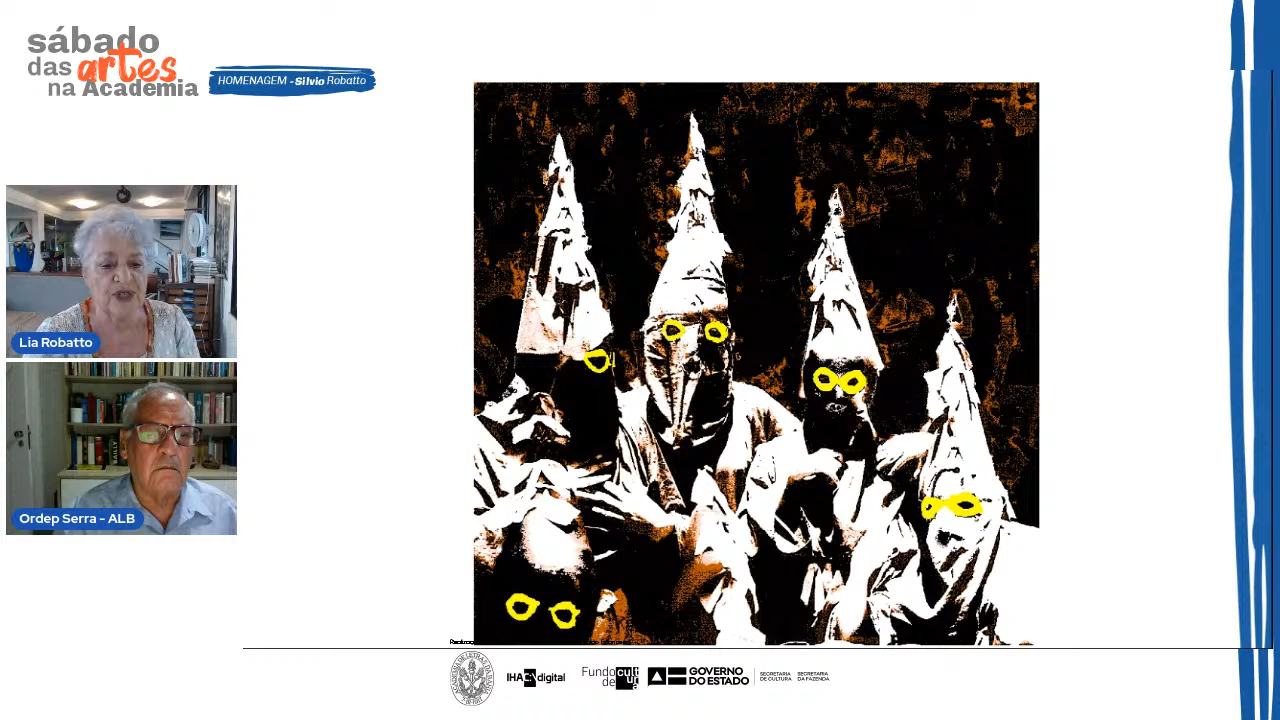 sábado
das artes
na Academia
HOMENAGEM - Silvio Robatto
Lia Robatto
Ordep Serra - ALB
IHAC digital
Fundo
de cultura
GOVERNO
DO ESTADO
SECRETARIA
DE CULTURA
SECRETARIA
DA FAZENDA